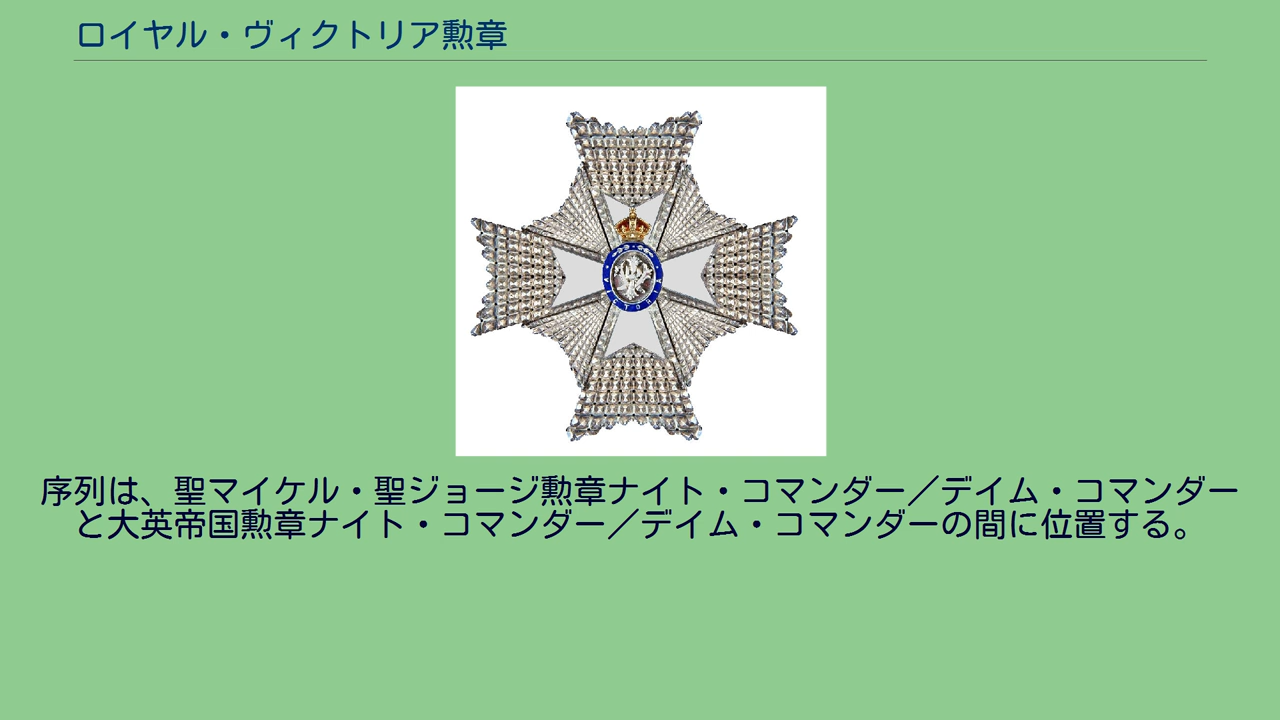 ロイヤル・ヴィクトリア勲章
VICTORIA
序列は、聖マイケル・聖ジョージ勲章ナイト・コマンダー／デイム・コマンダー
と大英帝国勲章ナイト・コマンダー／デイム・コマンダーの間に位置する。